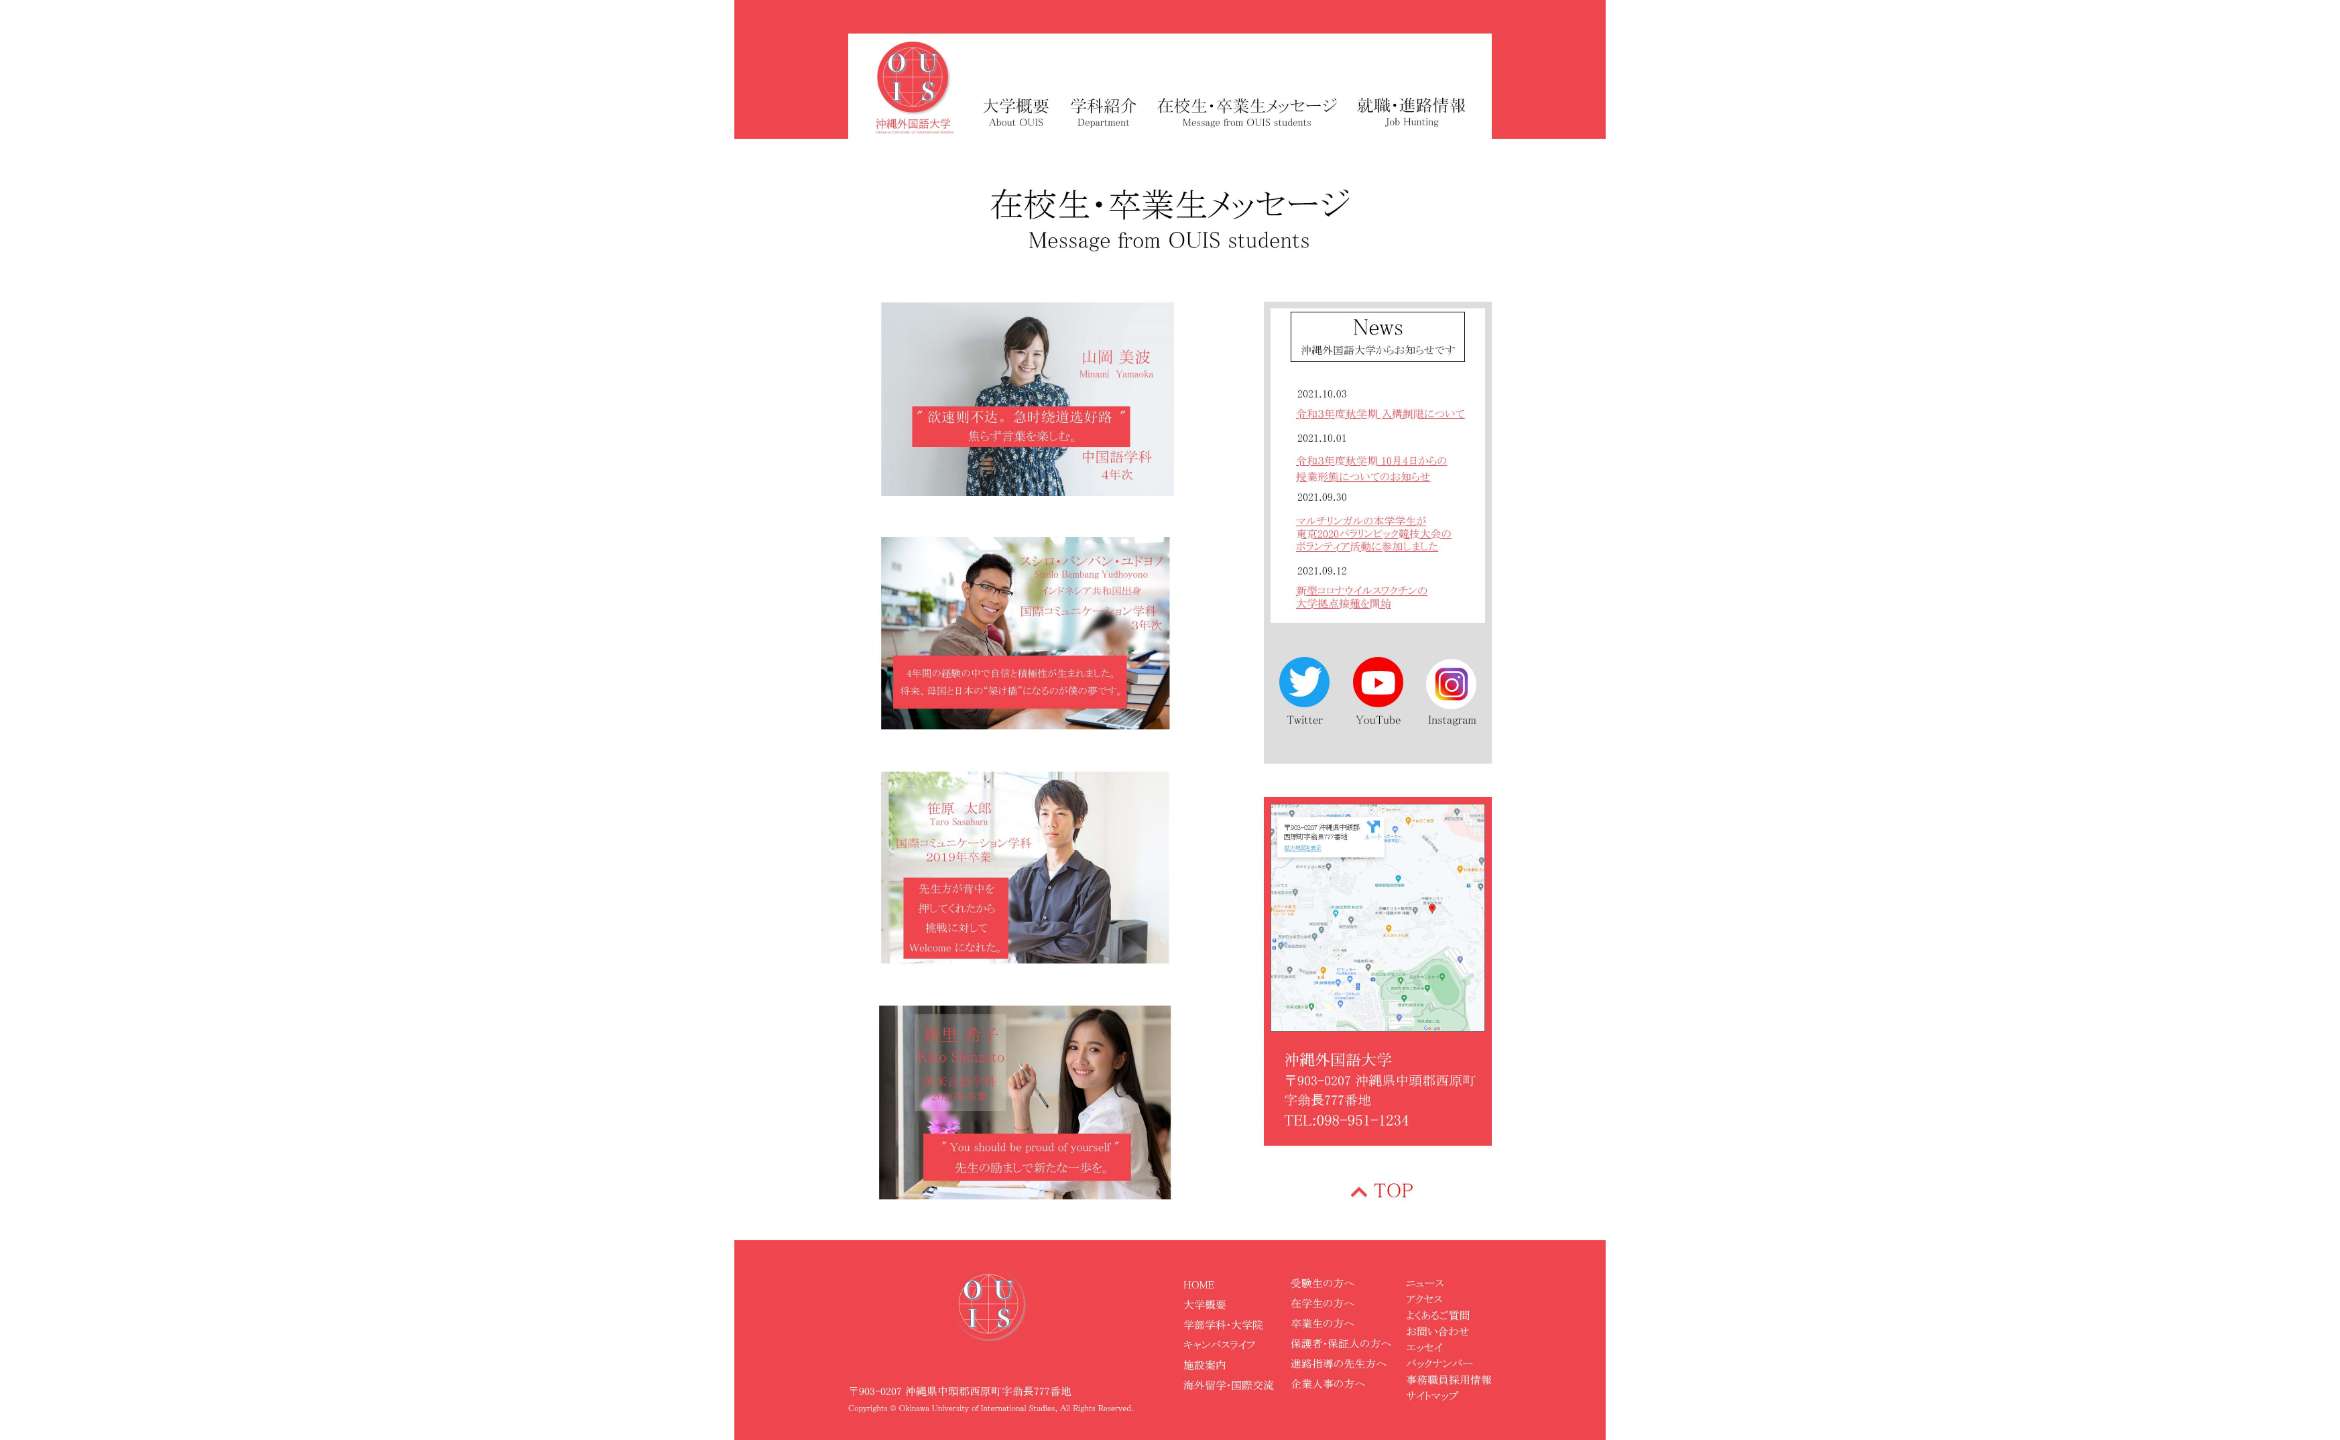 O U
I S
沖縄外国語大学
大学概要
About OUIS
学科紹介
Department
在校生・卒業生メッセージ
Message from OUIS students
就職・進路情報
Job Hunting
在校生・卒業生メッセージ
Message from OUIS students
山岡 美波
Minami Yamaoka
" 欲速则不达。急时绕道选好路 "
焦らず言葉を楽しむ。
中国語学科
4年次
スシロ・バンバン・ユドヨノ
Susilo Bambang Yudhoyono
インドネシア共和国出身
国際コミュニケーション学科
3年次
4年間の経験の中で自信と積極性が生まれました。
将来、母国と日本の“架け橋”になるのが僕の夢です。
笹原 太郎
Taro Sasahara
国際コミュニケーション学科
2019年卒業
先生方が背中を
押してくれたから
挑戦に対して
Welcome になれた。
希子
" You should be proud of yourself "
先生の励ましで新たな一歩を。
News
沖縄外国語大学からお知らせです
2021.10.03
令和3年度秋学期 入構制限について
2021.10.01
令和3年度秋学期 10月4日からの
授業形態についてのお知らせ
2021.09.30
マルチリンガルの本学学生が
東京2020パラリンピック競技大会の
ボランティア活動に参加しました
2021.09.12
新型コロナウイルスワクチンの
大学拠点接種を開始
Twitter
YouTube
Instagram
〒903-0207 沖縄県中頭郡
西原町字翁長777番地
拡大地図を表示
ルート
Google
沖縄外国語大学
〒903-0207 沖縄県中頭郡西原町
字翁長777番地
TEL:098-951-1234
TOP
O U
I S
〒903-0207 沖縄県中頭郡西原町字翁長777番地
Copyrights © Okinawa University of International Studies, All Rights Reserved.
HOME
大学概要
学部学科・大学院
キャンパスライフ
施設案内
海外留学・国際交流
受験生の方へ
在学生の方へ
卒業生の方へ
保護者・保証人の方へ
進路指導の先生方へ
企業人事の方へ
ニュース
アクセス
よくあるご質問
お問い合わせ
エッセイ
バックナンバー
事務職員採用情報
サイトマップ